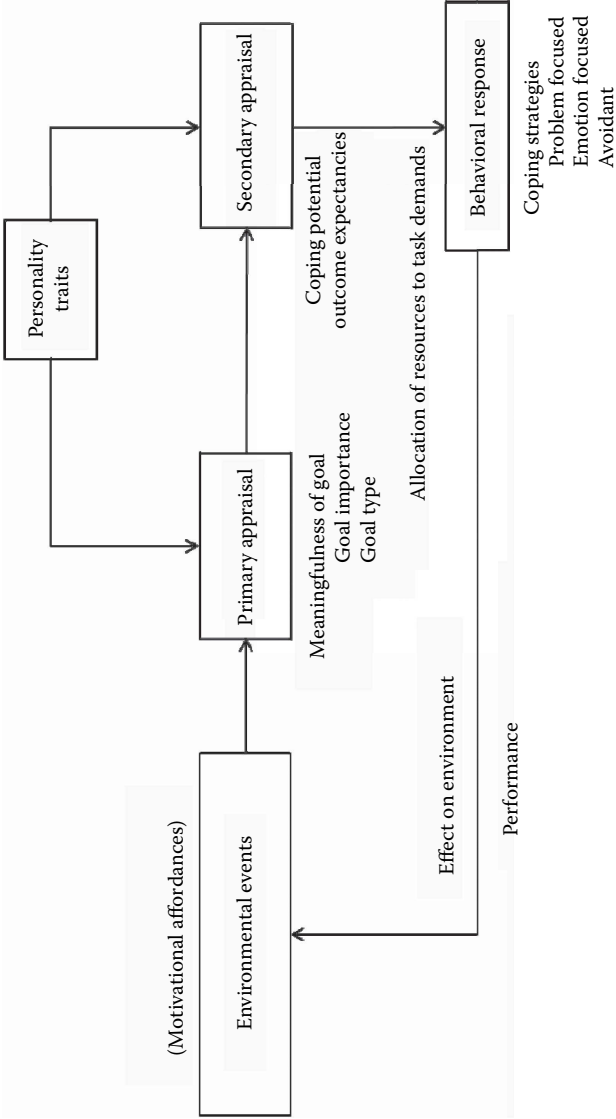 Personality
traits
(Motivational affordances)
Environmental events
Primary appraisal
Secondary appraisal
Meaningfulness of goal
Goal importance
Goal type
Coping potential
outcome expectancies
Allocation of resources to task demands
Effect on environment
Behavioral response
Performance
Coping strategies
Problem focused
Emotion focused
Avoidant